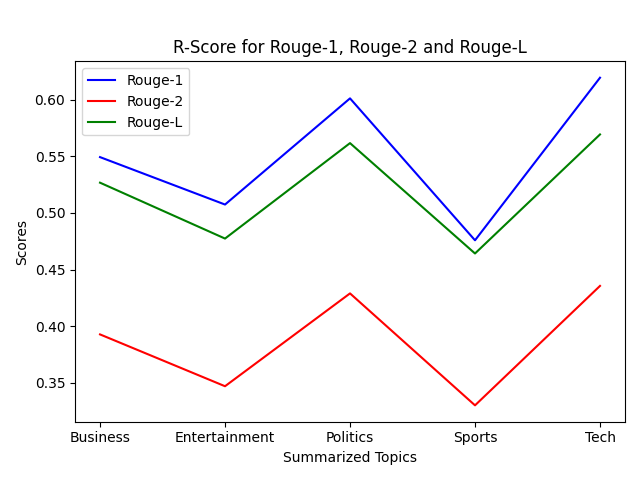 R-Score for Rouge-1, Rouge-2 and Rouge-L
Rouge-1
Rouge-2
Rouge-L
Scores
0.60
0.55
0.50
0.45
0.40
0.35
Business Entertainment Politics Sports Tech
Summarized Topics